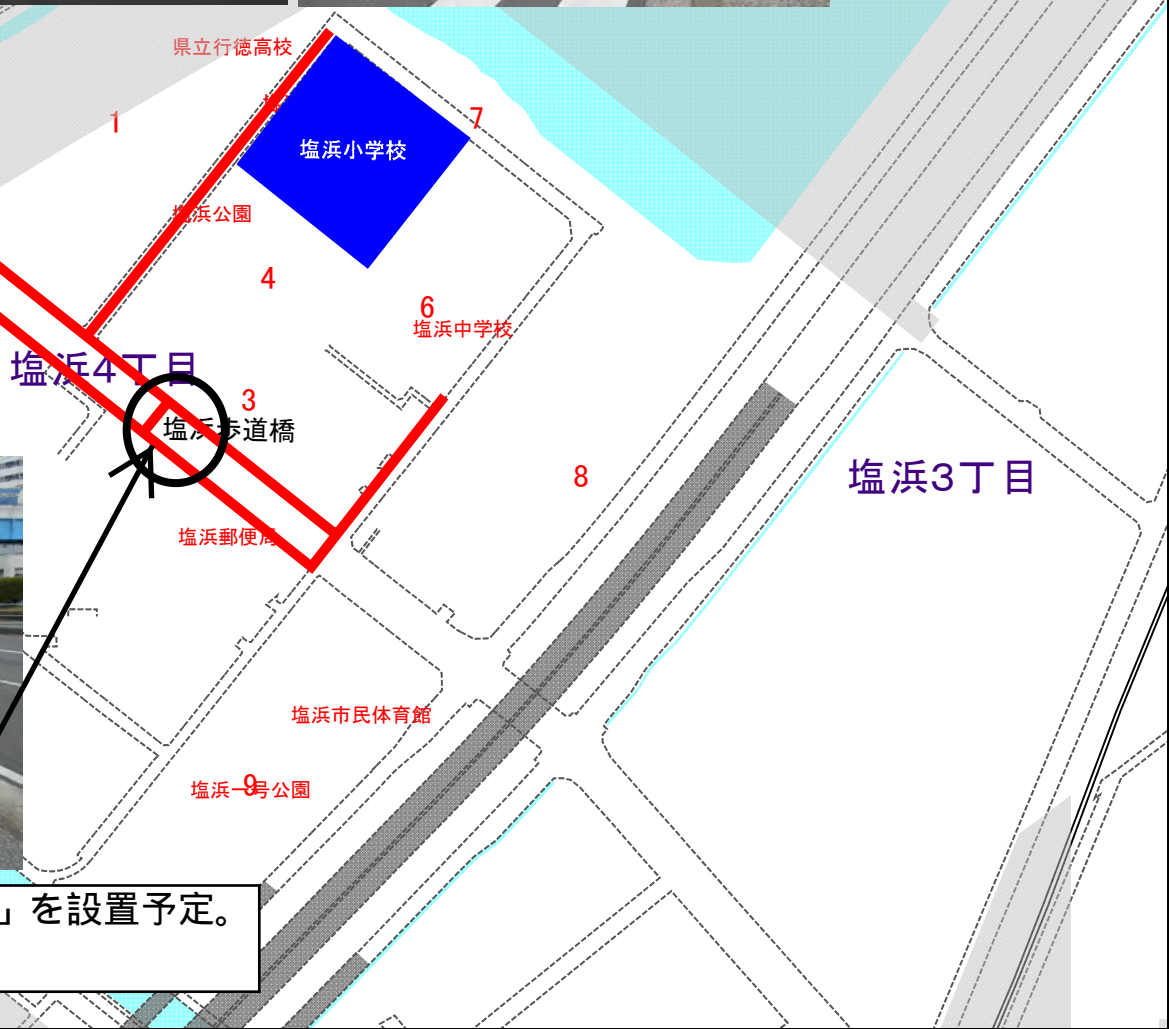 県立行徳高校
1
7
塩浜小学校
塩浜公園
4
6
塩浜中学校
塩浜4丁目
3
塩浜歩道橋
8
塩浜3丁目
塩浜郵便局
塩浜市民体育館
9
塩浜一号公園
」を設置予定。